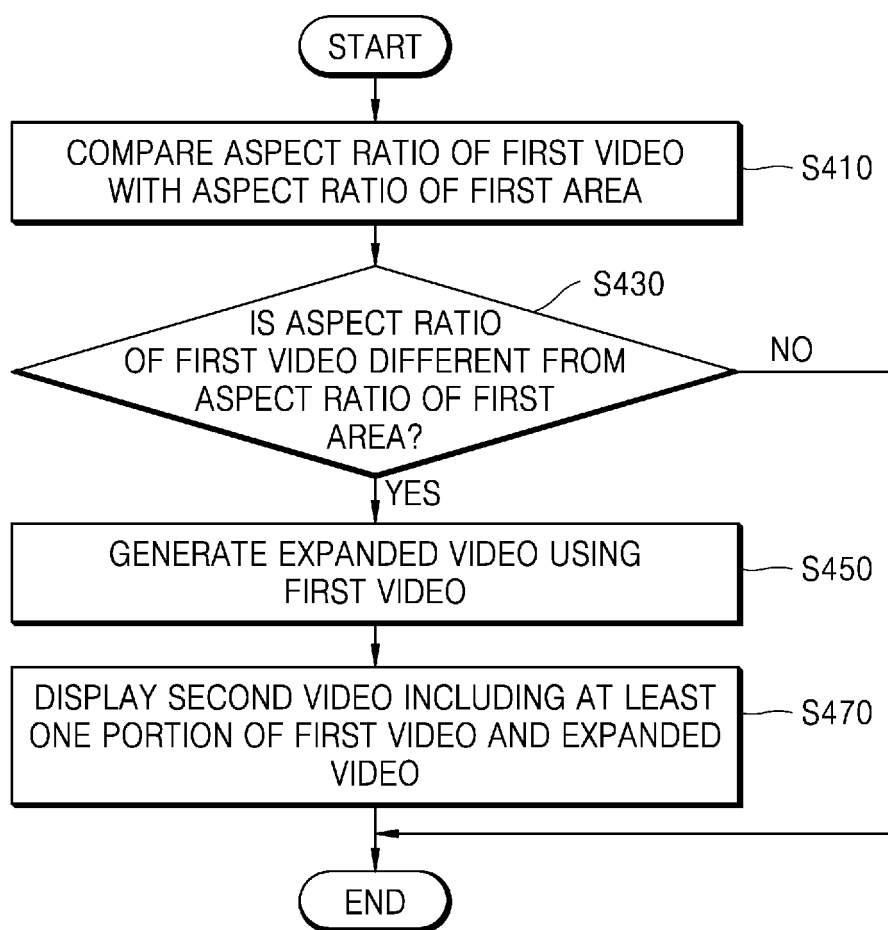 START
COMPARE ASPECT RATIO OF FIRST VIDEO
WITH ASPECT RATIO OF FIRST AREA
S410
S430
IS ASPECT RATIO
OF FIRST VIDEO DIFFERENT FROM
ASPECT RATIO OF FIRST
AREA?
NO
YES
GENERATE EXPANDED VIDEO USING
FIRST VIDEO
S450
DISPLAY SECOND VIDEO INCLUDING AT LEAST
ONE PORTION OF FIRST VIDEO AND EXPANDED
VIDEO
S470
END